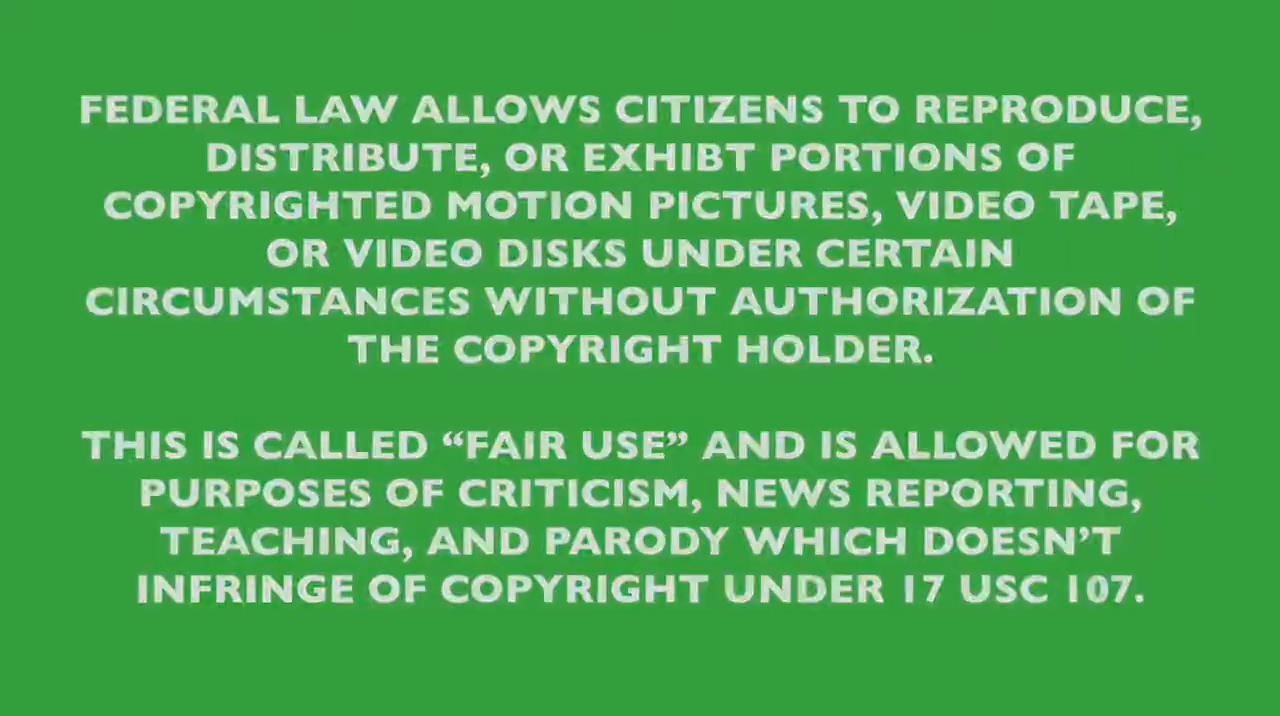 FEDERAL LAW ALLOWS CITIZENS TO REPRODUCE,
DISTRIBUTE, OR EXHIBT PORTIONS OF
COPYRIGHTED MOTION PICTURES, VIDEO TAPE,
OR VIDEO DISKS UNDER CERTAIN
CIRCUMSTANCES WITHOUT AUTHORIZATION OF
THE COPYRIGHT HOLDER.
THIS IS CALLED “FAIR USE” AND IS ALLOWED FOR
PURPOSES OF CRITICISM, NEWS REPORTING,
TEACHING, AND PARODY WHICH DOESN’T
INFRINGE OF COPYRIGHT UNDER 17 USC 107.